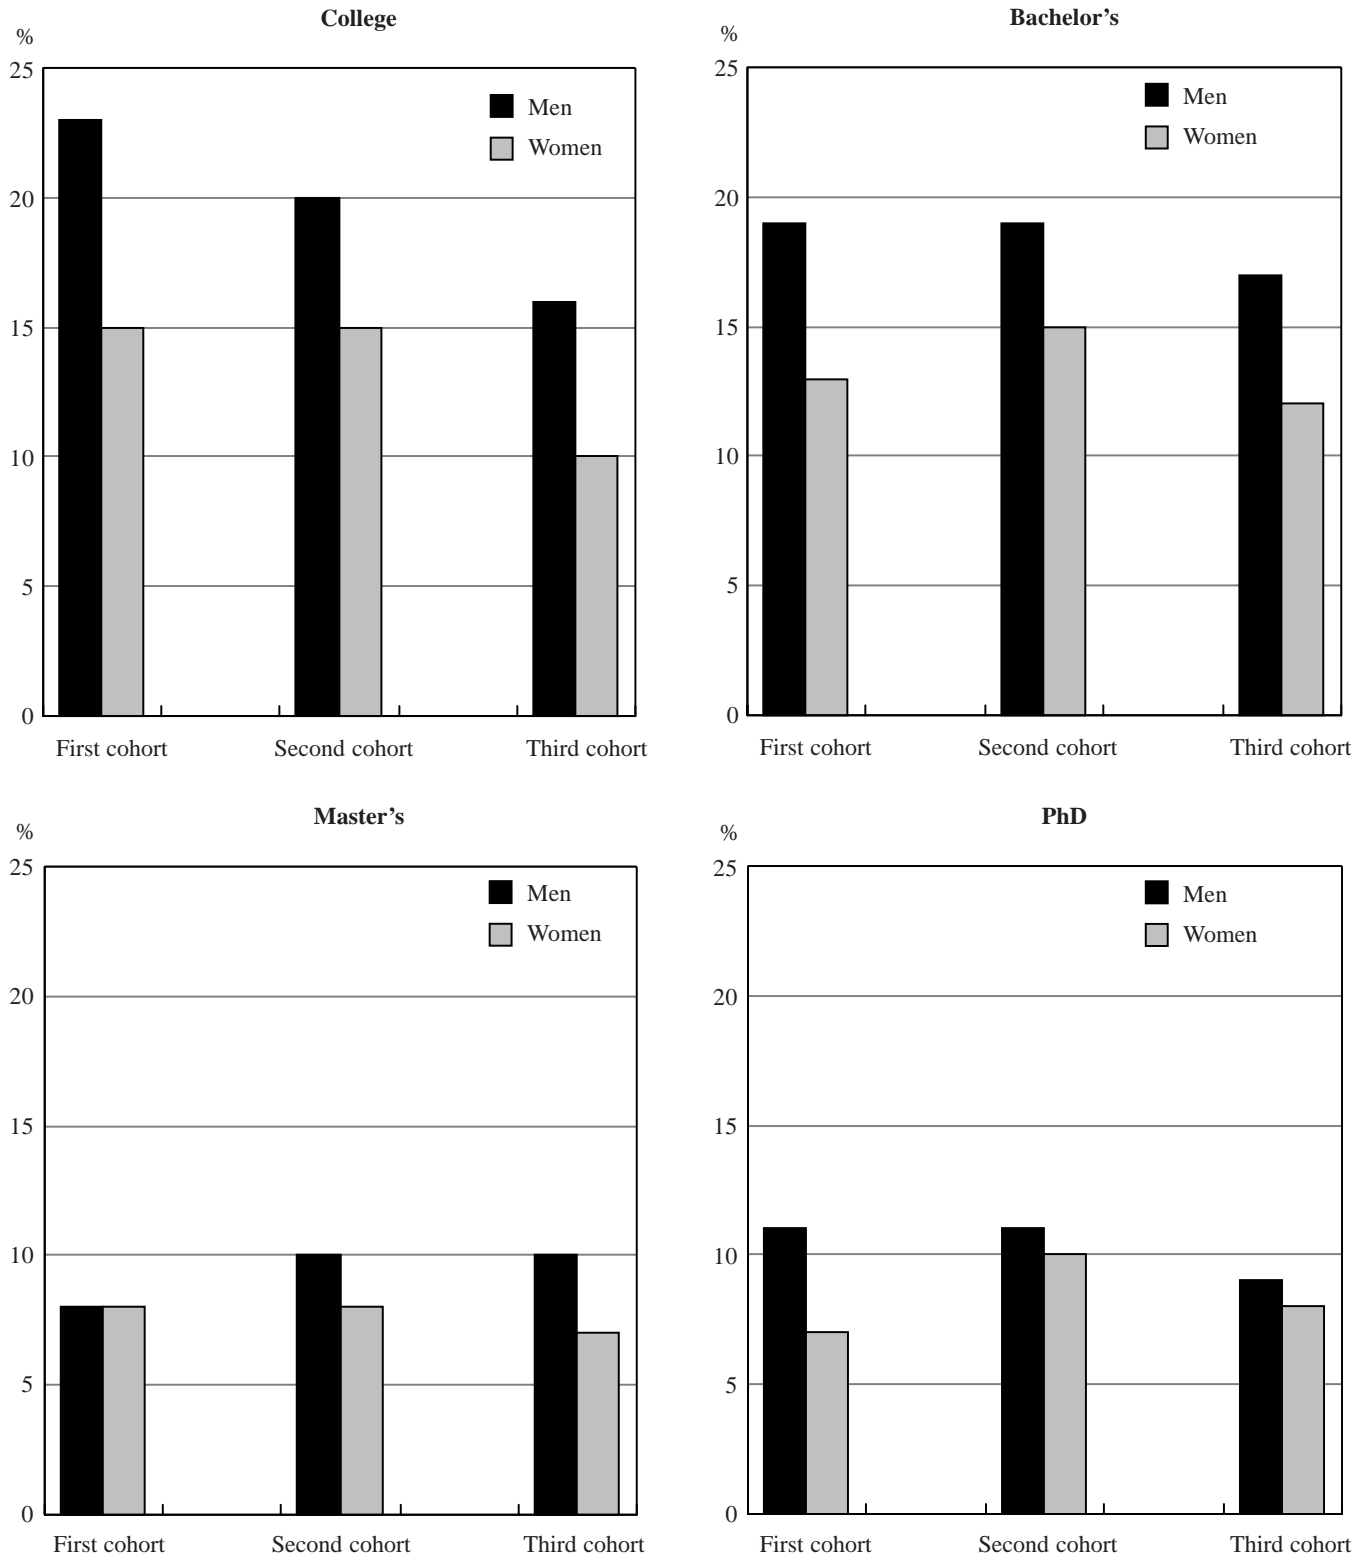 College
%
25
20
15
10
5
0
Men
Women
First cohort
Second cohort
Third cohort
Bachelor’s
%
25
20
15
10
5
0
Men
Women
First cohort
Second cohort
Third cohort
Master’s
%
25
20
15
10
5
0
Men
Women
First cohort
Second cohort
Third cohort
PhD
%
25
20
15
10
5
0
Men
Women
First cohort
Second cohort
Third cohort